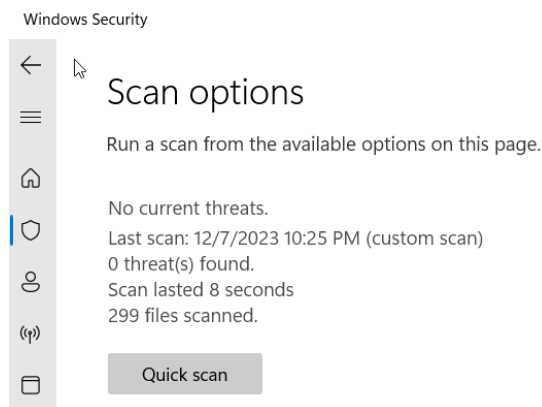 Windows Security
Scan options
Run a scan from the available options on this page.
No current threats.
Last scan: 12/7/2023 10:25 PM (custom scan)
0 threat(s) found.
Scan lasted 8 seconds
299 files scanned.
Quick scan